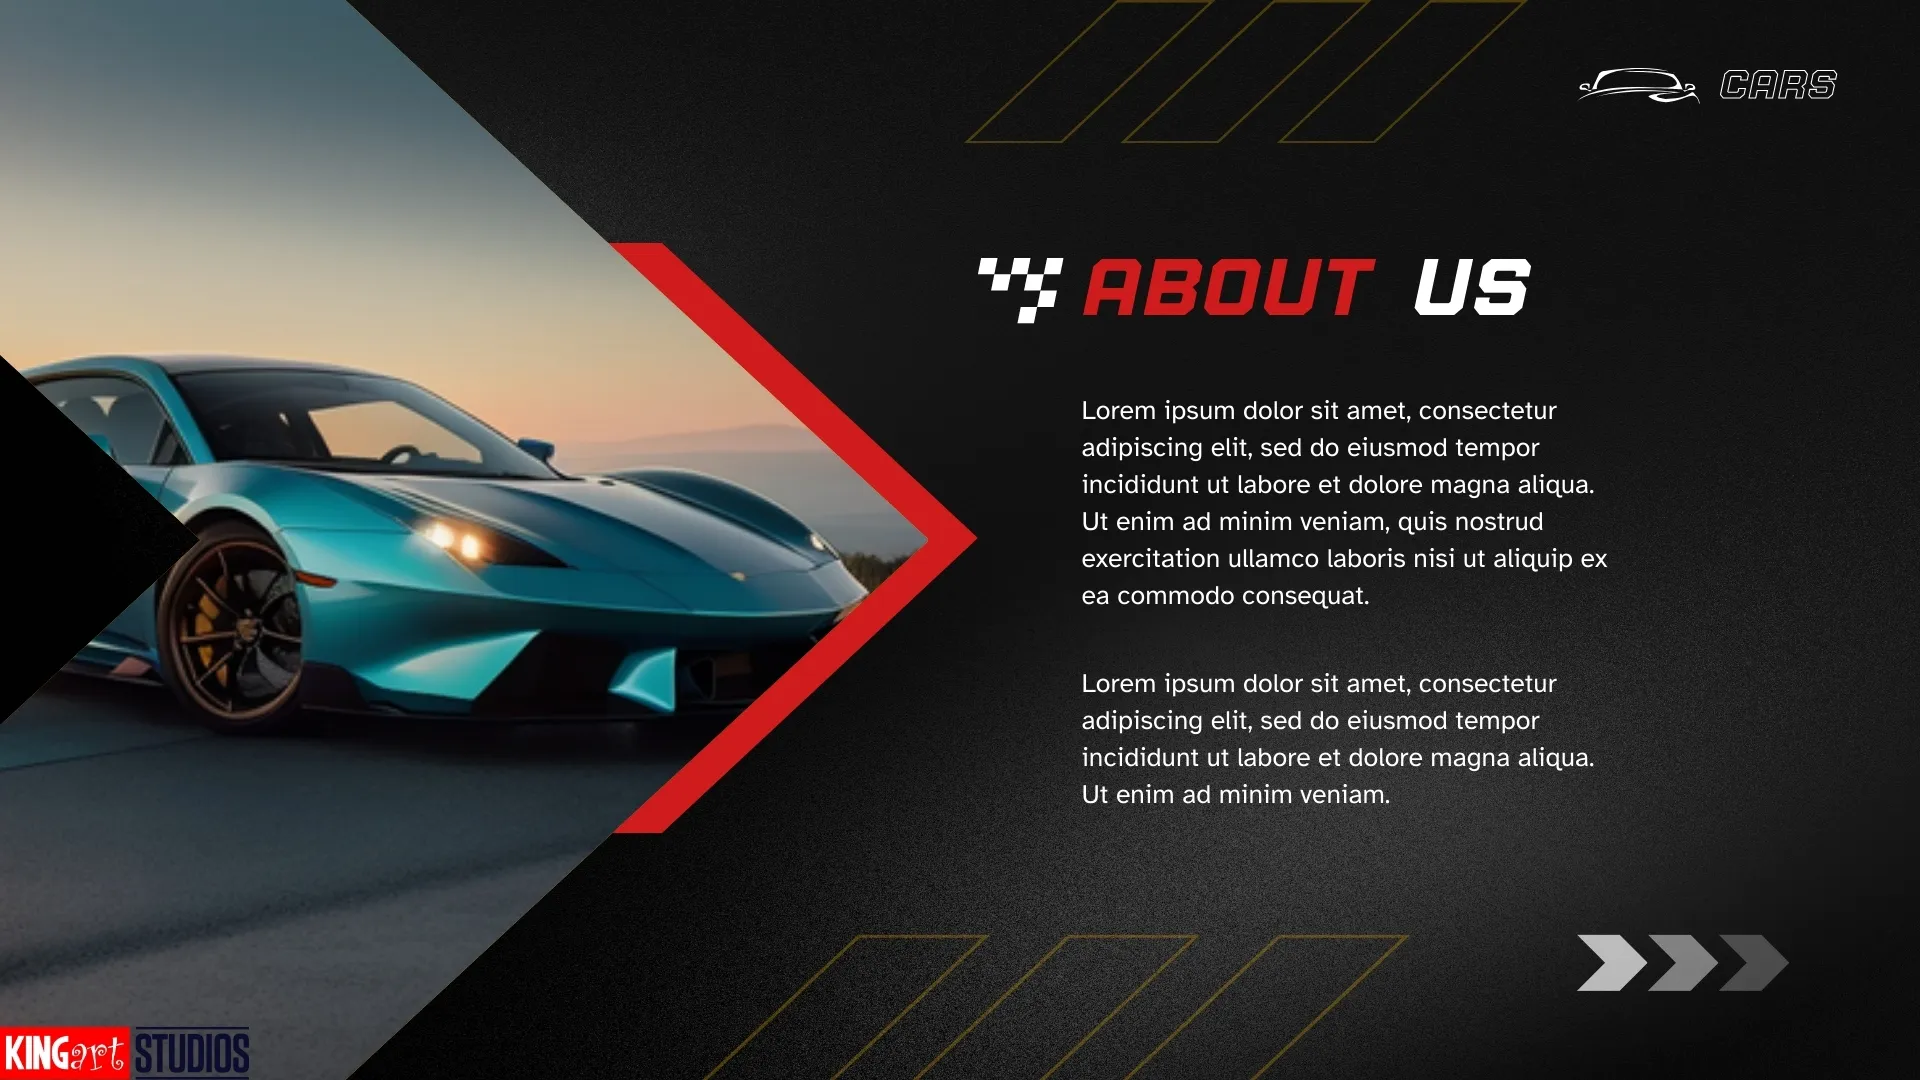 CARS
ABOUT US
Lorem ipsum dolor sit amet, consectetur
adipiscing elit, sed do eiusmod tempor
incididunt ut labore et dolore magna aliqua.
Ut enim ad minim veniam, quis nostrud
exercitation ullamco laboris nisi ut aliquip ex
ea commodo consequat.
Lorem ipsum dolor sit amet, consectetur
adipiscing elit, sed do eiusmod tempor
incididunt ut labore et dolore magna aliqua.
Ut enim ad minim veniam.
KINGart STUDIOS